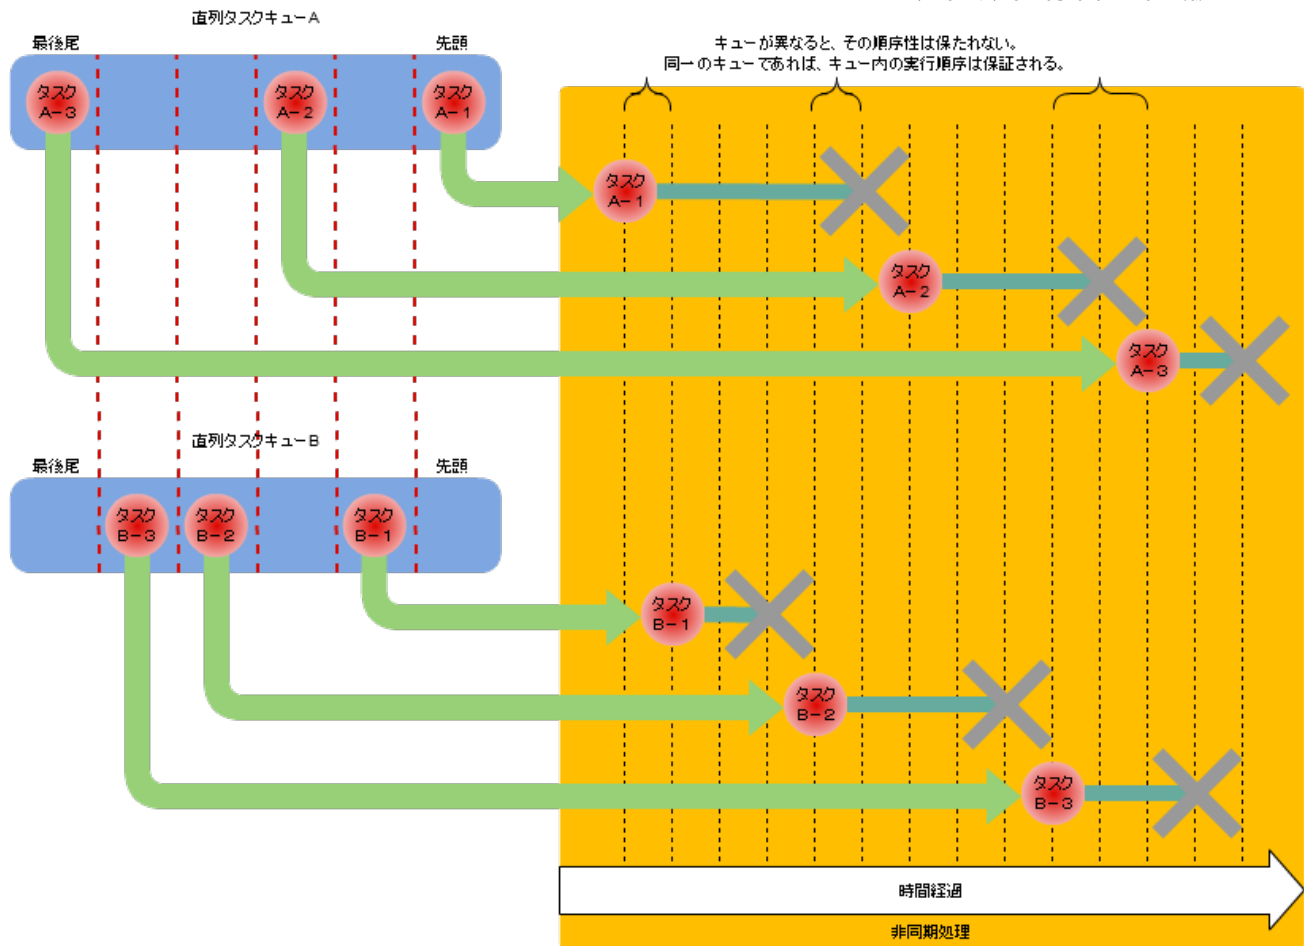 直列タスクキューA
最後尾
先頭
キューが異なると、その順序性は保たれない。
同一のキューであれば、キュー内の実行順序は保証される。
タスク
A-3
タスク
A-2
タスク
A-1
タスク
A-1
タスク
A-2
タスク
A-3
直列タスクキューB
最後尾
先頭
タスク
B-3
タスク
B-2
タスク
B-1
タスク
B-1
タスク
B-2
タスク
B-3
時間経過
非同期処理